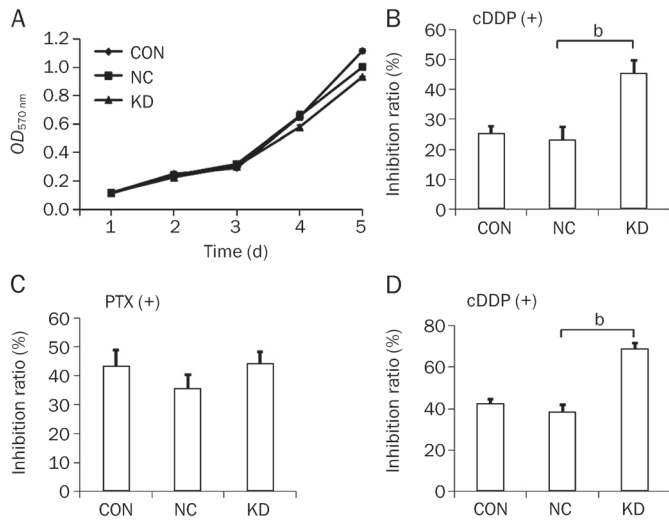 A
CON
NC
KD
OD570 nm
1.2
1.0
0.8
0.6
0.4
0.2
0.0
1 2 3 4 5
Time (d)
B
cDDP (+)
b
Inhibition ratio (%)
60
50
40
30
20
10
0
CON NC KD
C
PTX (+)
Inhibition ratio (%)
60
50
40
30
20
10
0
CON NC KD
D
cDDP (+)
b
Inhibition ratio (%)
80
60
40
20
0
CON NC KD